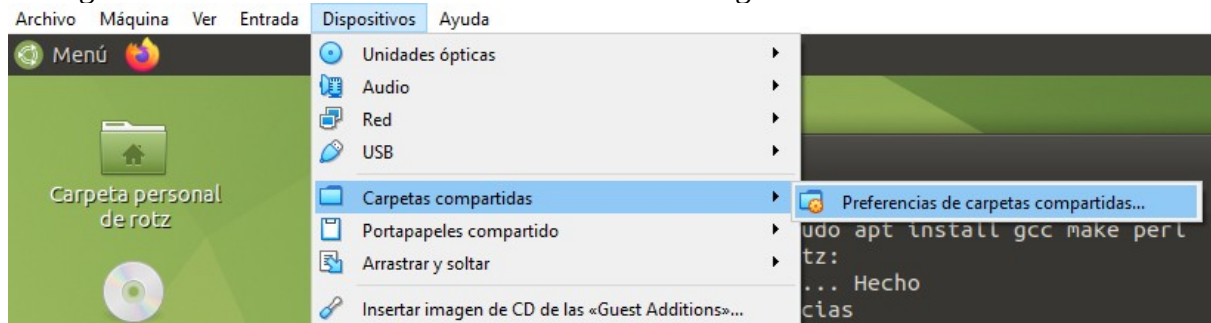 Archivo Máquina Ver Entrada Dispositivos Ayuda
Menú
Unidades ópticas
Audio
Red
USB
Carpeta personal
de rotz
Carpetas compartidas
Preferencias de carpetas compartidas...
Portapapeles compartido
Arrastrar y soltar
Insertar imagen de CD de las «Guest Additions»...
udo apt install gcc make perl
tz:
... Hecho
cias